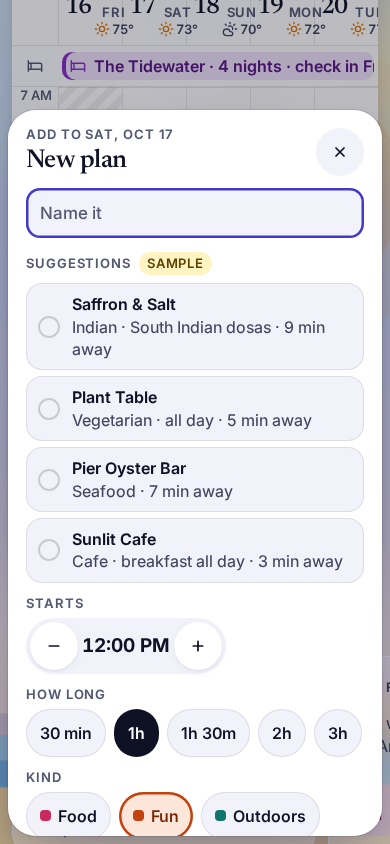 16 FRI 17 SAT 18 SUN 19 MON 20 TU
75° 73° 70° 72° 7
The Tidewater · 4 nights · check in F
7 AM
ADD TO SAT, OCT 17
New plan
Name it
SUGGESTIONS SAMPLE
Saffron & Salt
Indian · South Indian dosas · 9 min
away
Plant Table
Vegetarian · all day · 5 min away
Pier Oyster Bar
Seafood · 7 min away
Sunlit Cafe
Cafe · breakfast all day · 3 min away
STARTS
− 12:00 PM +
HOW LONG
30 min 1h 1h 30m 2h 3h
KIND
Food Fun Outdoors